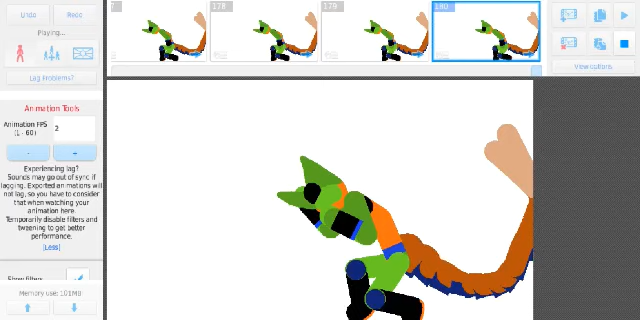 Undo Redo
Playing...
Lag Problems?
Animation Tools
Animation FPS
(1 - 60)
2
- +
Experiencing lag?
Sounds may go out of sync if
lagging. Exported animations will
not lag, so you have to consider
that when watching your
animation here.
Temporarily disable filters and
tweening to get better
performance.
[Less]
Show filters
Memory use: 101MB
7 178 179 180
View options